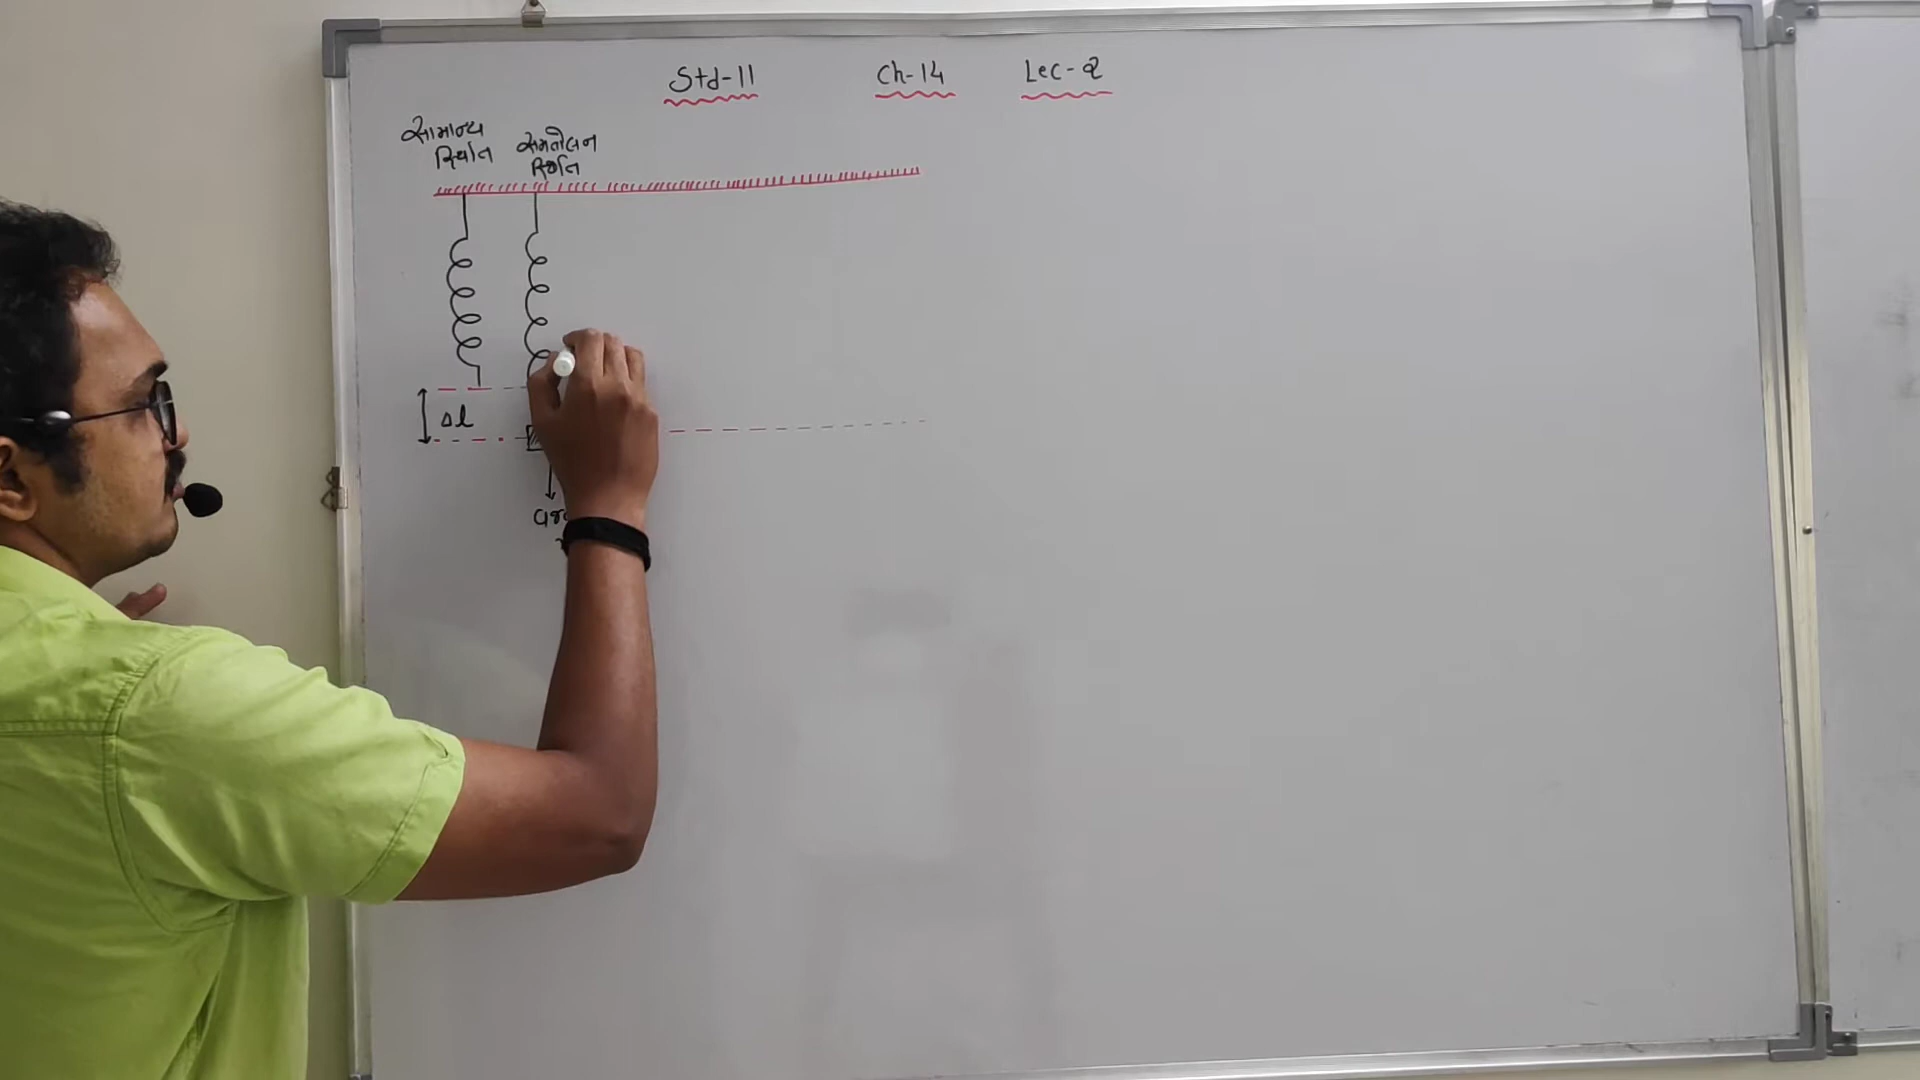 Std-11 Ch-14 Lec-2
સામાન્ય
સ્થિતિ
સમતોલન
સ્થિતિ
Δl